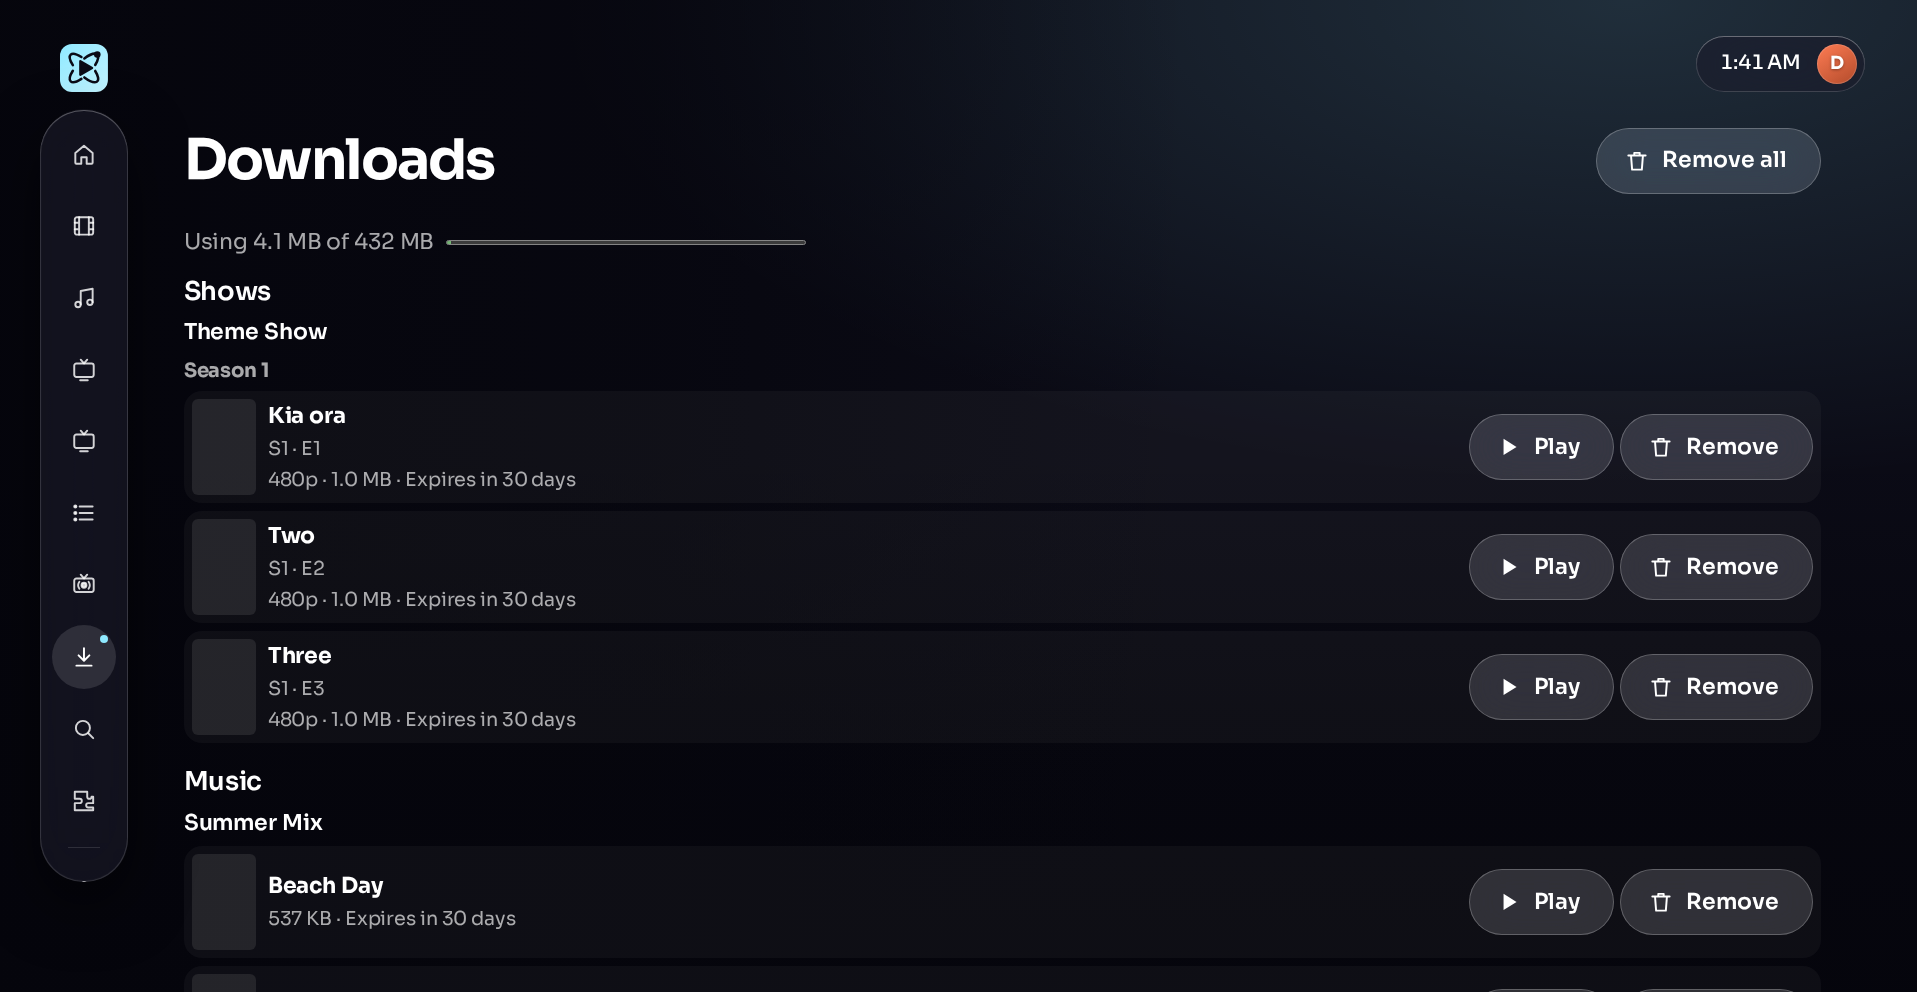 1:41 AM
D
Downloads
Remove all
Using 4.1 MB of 432 MB
Shows
Theme Show
Season 1
Kia ora
S1 · E1
480p · 1.0 MB · Expires in 30 days
Play
Remove
Two
S1 · E2
480p · 1.0 MB · Expires in 30 days
Play
Remove
Three
S1 · E3
480p · 1.0 MB · Expires in 30 days
Play
Remove
Music
Summer Mix
Beach Day
537 KB · Expires in 30 days
Play
Remove